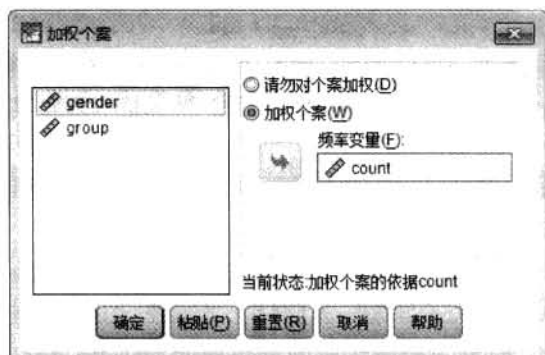 加权个案
gender
group
请勿对个案加权(D)
加权个案(W)
频率变量(F):
count
当前状态:加权个案的依据count
确定
粘贴(P)
重置(R)
取消
帮助